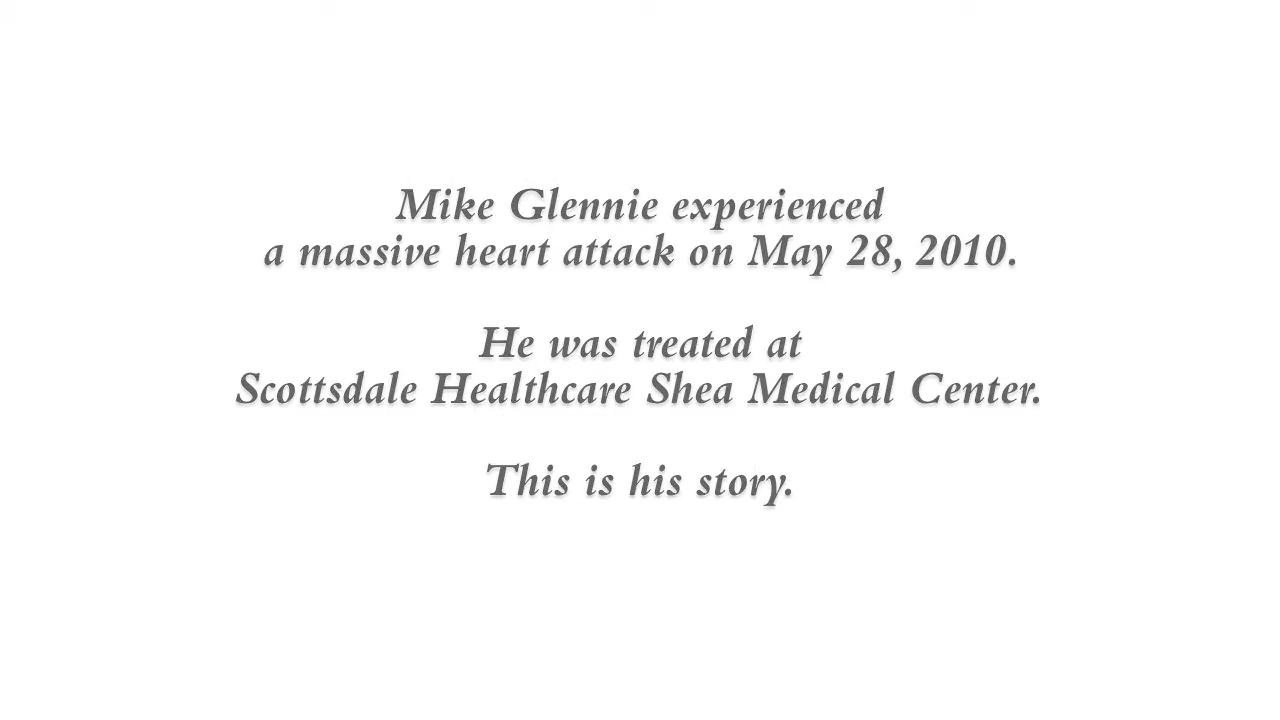 Mike Glennie experienced
a massive heart attack on May 28, 2010.
He was treated at
Scottsdale Healthcare Shea Medical Center.
This is his story.